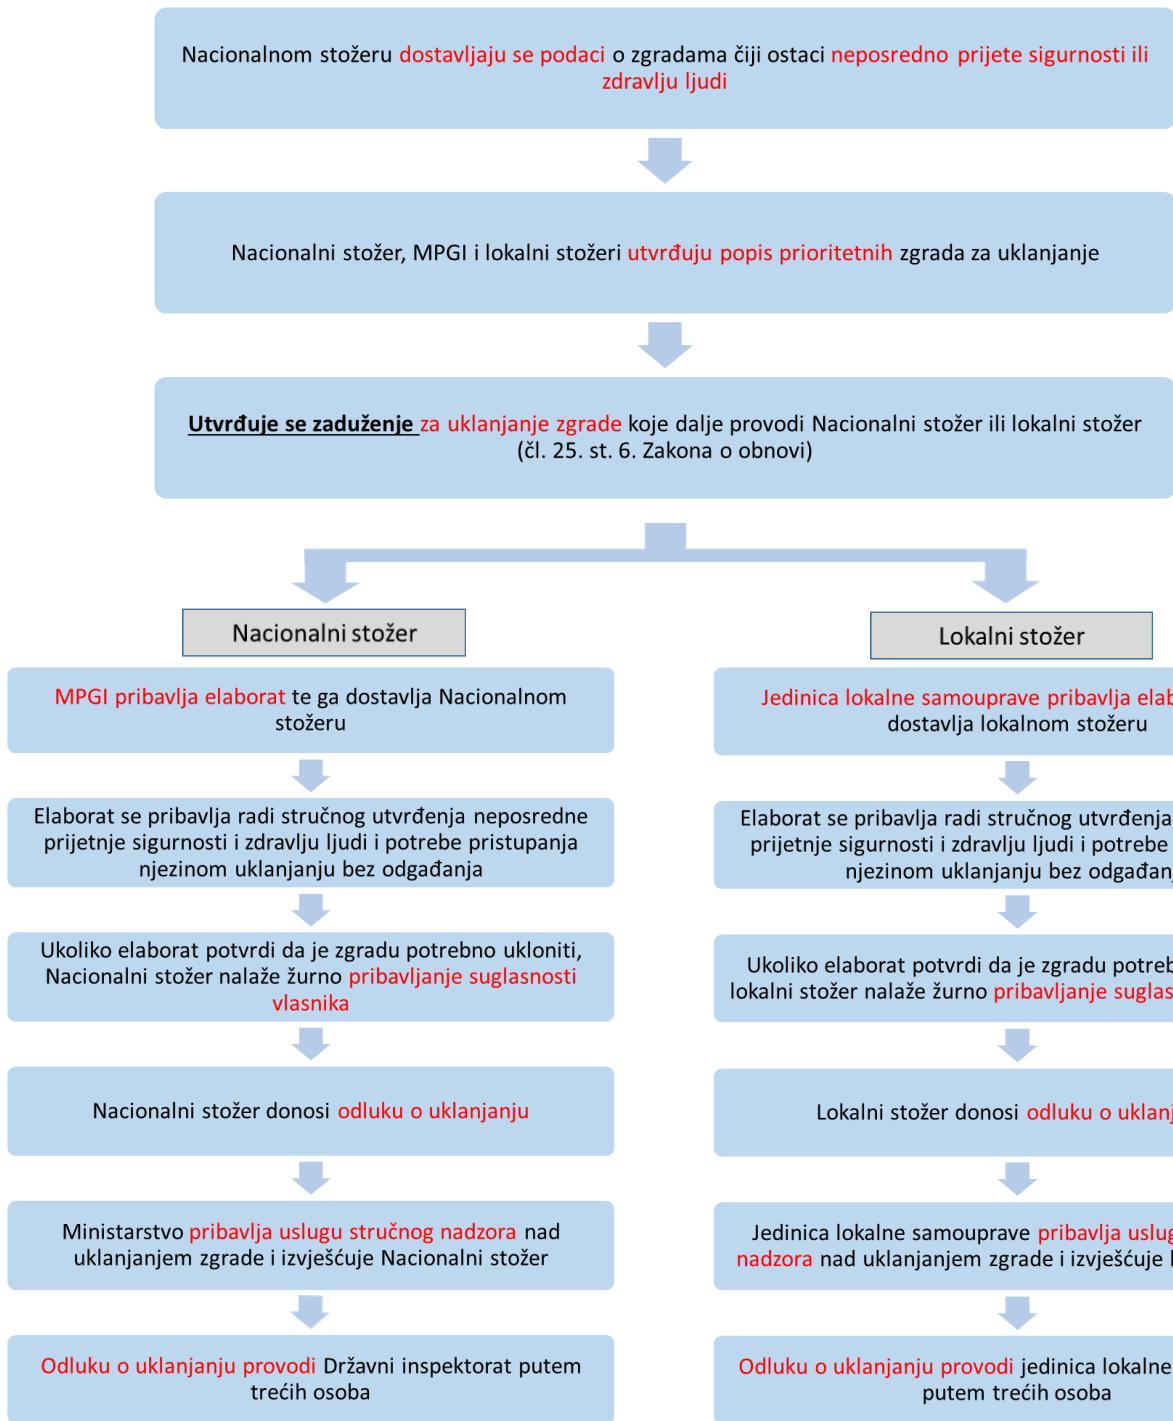 Nacionalnom stožeru dostavljaju se podaci o zgradama čiji ostaci neposredno prijete sigurnosti ili
zdravlju ljudi
Nacionalni stožer, MPGI i lokalni stožeri utvrđuju popis prioritetnih zgrada za uklanjanje
Utvrđuje se zaduženje za uklanjanje zgrade koje dalje provodi Nacionalni stožer ili lokalni stožer
(čl. 25. st. 6. Zakona o obnovi)
Nacionalni stožer
MPGI pribavlja elaborat te ga dostavlja Nacionalnom
stožeru
Elaborat se pribavlja radi stručnog utvrđenja neposredne
prijetnje sigurnosti i zdravlju ljudi i potrebe pristupanja
njezinom uklanjanju bez odgađanja
Ukoliko elaborat potvrdi da je zgradu potrebno ukloniti,
Nacionalni stožer nalaže žurno pribavljanje suglasnosti
vlasnika
Nacionalni stožer donosi odluku o uklanjanju
Ministarstvo pribavlja uslugu stručnog nadzora nad
uklanjanjem zgrade i izvješćuje Nacionalni stožer
Odluku o uklanjanju provodi Državni inspektorat putem
trećih osoba
Lokalni stožer
Jedinica lokalne samouprave pribavlja
dostavlja lokalnom stožeru
Elaborat se pribavlja radi stručnog utvrđenja
prijetnje sigurnosti i zdravlju ljudi i potrebe
njezinom uklanjanju bez
Ukoliko elaborat potvrdi da je zgradu
lokalni stožer nalaže žurno pribavljanje
Lokalni stožer donosi odluku o
Jedinica lokalne samouprave pribavlja
nadzora nad uklanjanjem zgrade i izvješćuje
Odluku o uklanjanju provodi jedinica lokalne
putem trećih osoba